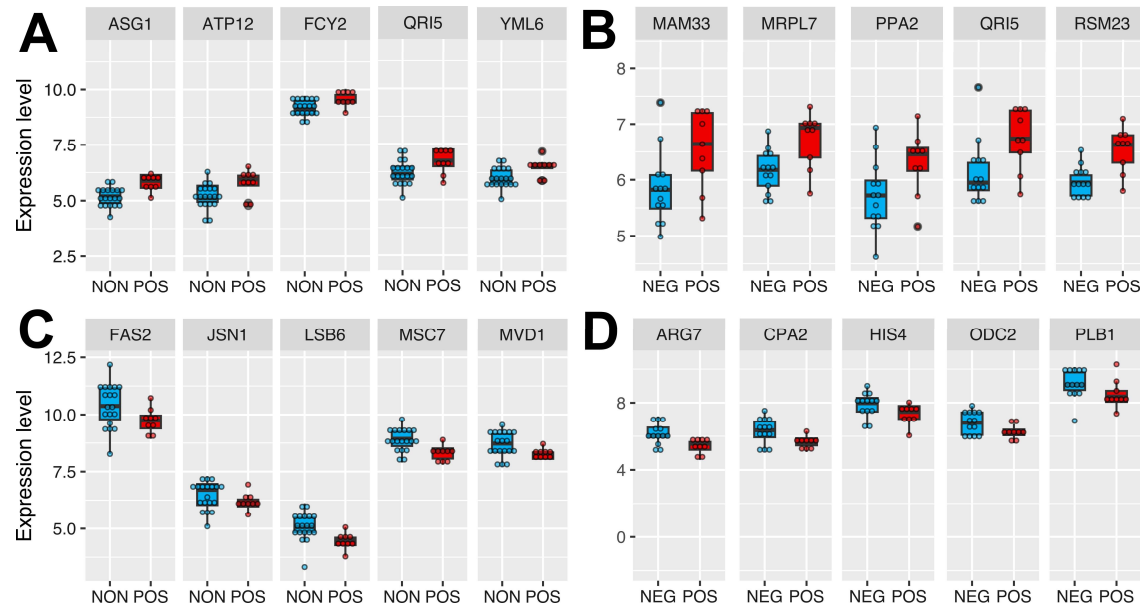 A
ASG1 ATP12 FCY2 QRI5 YML6
Expression level
10.0
7.5
5.0
2.5
NON POS NON POS NON POS NON POS NON POS
B
MAM33 MRPL7 PPA2 QRI5 RSM23
8
7
6
5
NEG POS NEG POS NEG POS NEG POS NEG POS
C
FAS2 JSN1 LSB6 MSC7 MVD1
Expression level
12.5
10.0
7.5
5.0
NON POS NON POS NON POS NON POS NON POS
D
ARG7 CPA2 HIS4 ODC2 PLB1
8
4
0
NEG POS NEG POS NEG POS NEG POS NEG POS